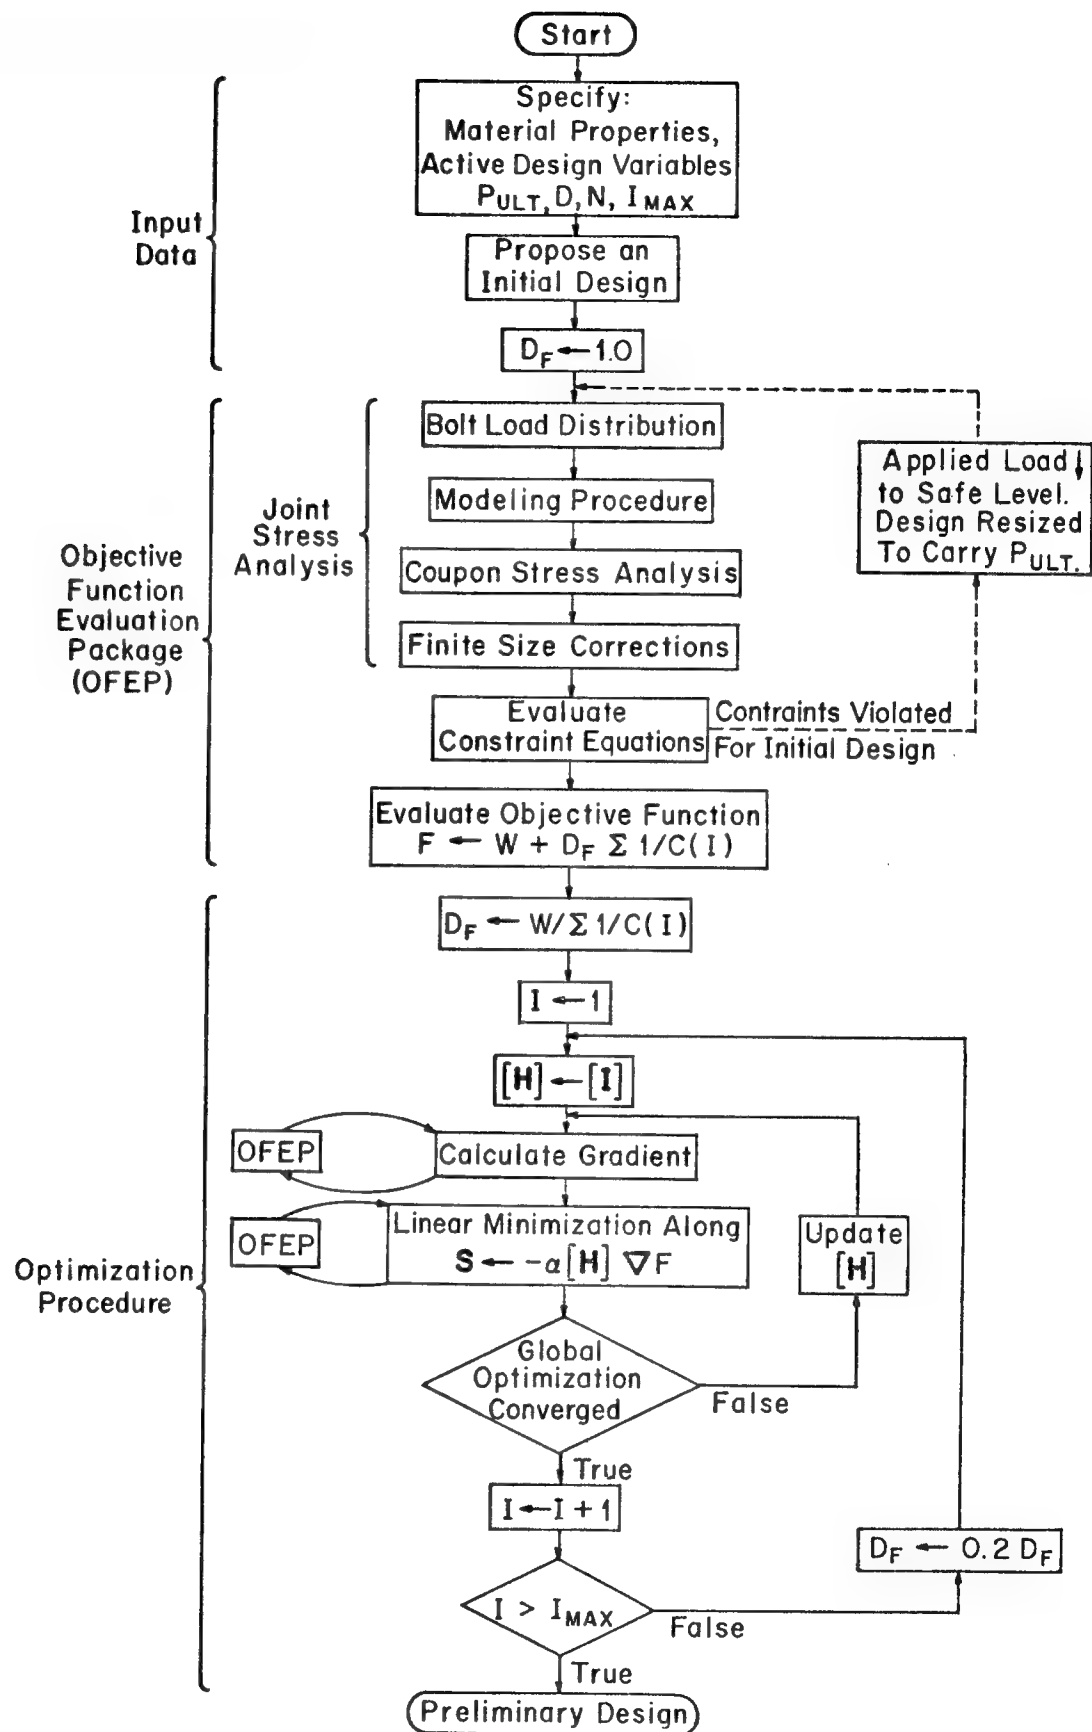 Start
Specify:
Material Properties,
Active Design Variables
PULT, D, N, IMAX
Input
Data
Propose an
Initial Design
DF ← 1.0
Bolt Load Distribution
Modeling Procedure
Coupon Stress Analysis
Finite Size Corrections
Joint
Stress
Analysis
Objective
Function
Evaluation
Package
(OFEP)
Applied Load ↓
to Safe Level.
Design Resized
To Carry PULT.
Evaluate
Constraint Equations
Contraints Violated
For Initial Design
Evaluate Objective Function
F ← W + DF Σ 1/C(I)
DF ← W/Σ 1/C(I)
I ← 1
[H] ← [I]
OFEP
Calculate Gradient
OFEP
Linear Minimization Along
S ← -α[H] ∇F
Update
[H]
Optimization
Procedure
Global
Optimization
Converged
False
True
I ← I + 1
DF ← 0.2 DF
I > IMAX
False
True
Preliminary Design